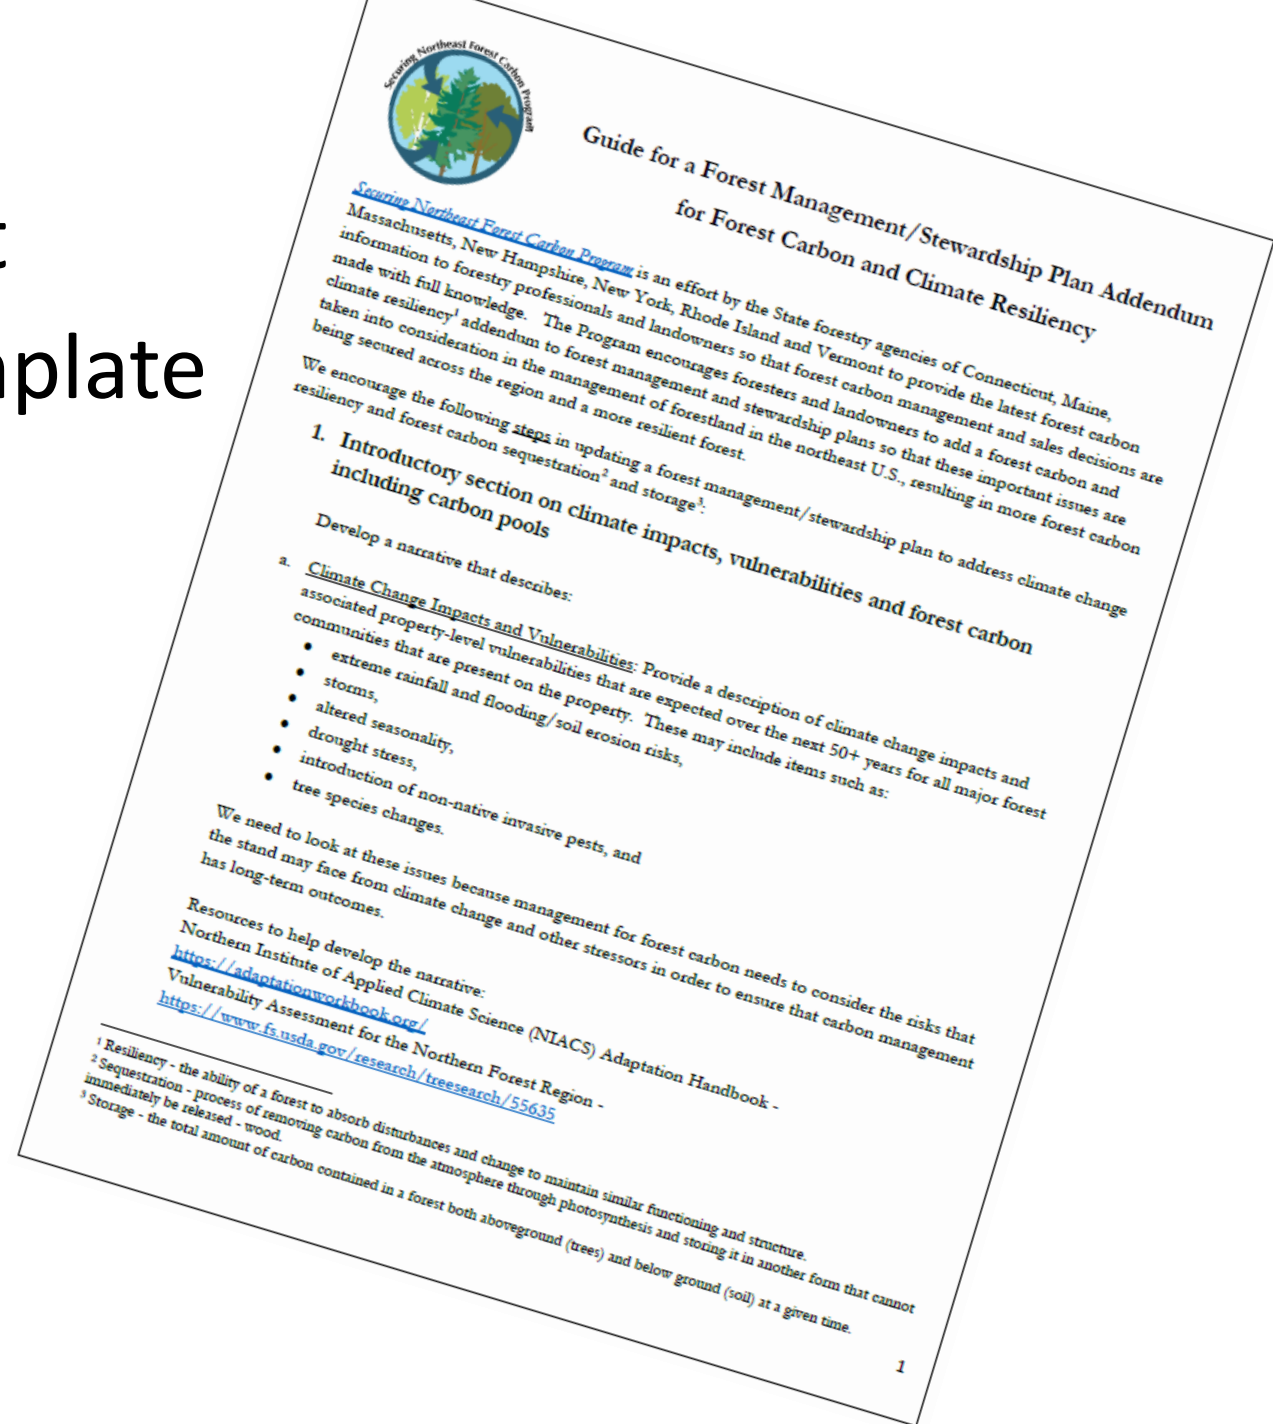 t
plate
Securing Northeast Forest Carbon Program
Guide for a Forest Management/Stewardship Plan Addendum
for Forest Carbon and Climate Resiliency
Securing Northeast Forest Carbon Program is an effort by the State forestry agencies of Connecticut, Maine,
Massachusetts, New Hampshire, New York, Rhode Island and Vermont to provide the latest forest carbon
information to forestry professionals and landowners so that forest carbon management and sales decisions are
made with full knowledge. The Program encourages foresters and landowners to add a forest carbon and
climate resiliency¹ addendum to forest management and stewardship plans so that these important issues are
taken into consideration in the management of forestland in the northeast U.S., resulting in more forest carbon
being secured across the region and a more resilient forest.
We encourage the following steps in updating a forest management/stewardship plan to address climate change
resiliency and forest carbon sequestration² and storage³:
1. Introductory section on climate impacts, vulnerabilities and forest carbon
including carbon pools
Develop a narrative that describes:
a. Climate Change Impacts and Vulnerabilities: Provide a description of climate change impacts and
associated property-level vulnerabilities that are expected over the next 50+ years for all major forest
communities that are present on the property. These may include items such as:
• extreme rainfall and flooding/soil erosion risks,
• storms,
• altered seasonality,
• drought stress,
• introduction of non-native invasive pests, and
• tree species changes.
We need to look at these issues because management for forest carbon needs to consider the risks that
the stand may face from climate change and other stressors in order to ensure that carbon management
has long-term outcomes.
Resources to help develop the narrative:
Northern Institute of Applied Climate Science (NIACS) Adaptation Handbook -
https://adaptationworkbook.org/
Vulnerability Assessment for the Northern Forest Region -
https://www.fs.usda.gov/research/treesearch/55635
¹ Resiliency - the ability of a forest to absorb disturbances and change to maintain similar functioning and structure.
² Sequestration - process of removing carbon from the atmosphere through photosynthesis and storing it in another form that cannot
immediately be released - wood.
³ Storage - the total amount of carbon contained in a forest both aboveground (trees) and below ground (soil) at a given time.
1